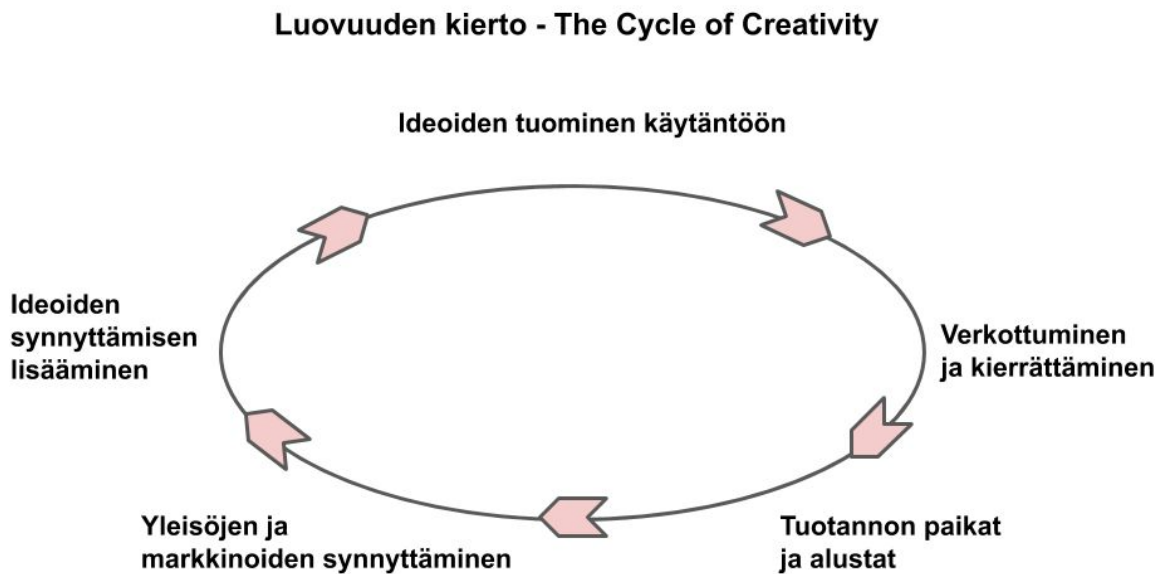 Luovuuden kierto - The Cycle of Creativity
Ideoiden tuominen käytäntöön
Ideoiden
synnyttämisen
lisääminen
Verkottuminen
ja kierrättäminen
Yleisöjen ja
markkinoiden synnyttäminen
Tuotannon paikat
ja alustat